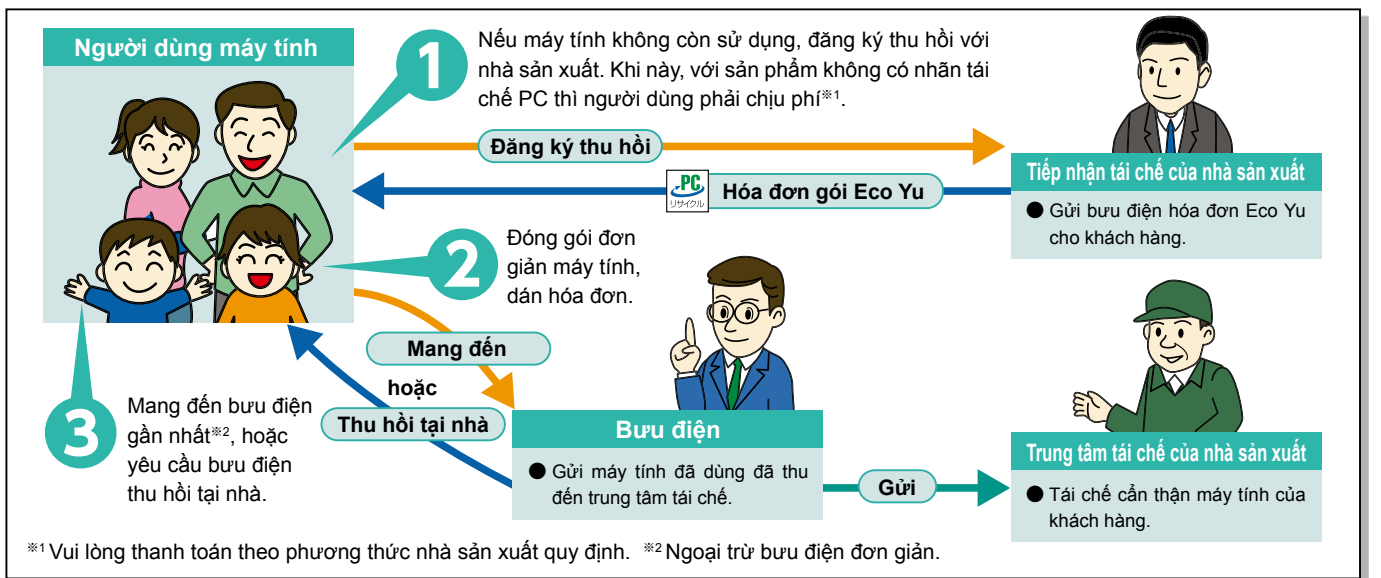 Người dùng máy tính
1
Nếu máy tính không còn sử dụng, đăng ký thu hồi với
nhà sản xuất. Khi này, với sản phẩm không có nhãn tái
chế PC thì người dùng phải chịu phí※1.
Đăng ký thu hồi
PC
リサイクル
Hóa đơn gói Eco Yu
Tiếp nhận tái chế của nhà sản xuất
● Gửi bưu điện hóa đơn Eco Yu
cho khách hàng.
2
Đóng gói đơn
giản máy tính,
dán hóa đơn.
Mang đến
hoặc
Thu hồi tại nhà
3
Mang đến bưu điện
gần nhất※2, hoặc
yêu cầu bưu điện
thu hồi tại nhà.
Bưu điện
● Gửi máy tính đã dùng đã thu
đến trung tâm tái chế.
Gửi
Trung tâm tái chế của nhà sản xuất
● Tái chế cẩn thận máy tính của
khách hàng.
※1 Vui lòng thanh toán theo phương thức nhà sản xuất quy định. ※2 Ngoại trừ bưu điện đơn giản.